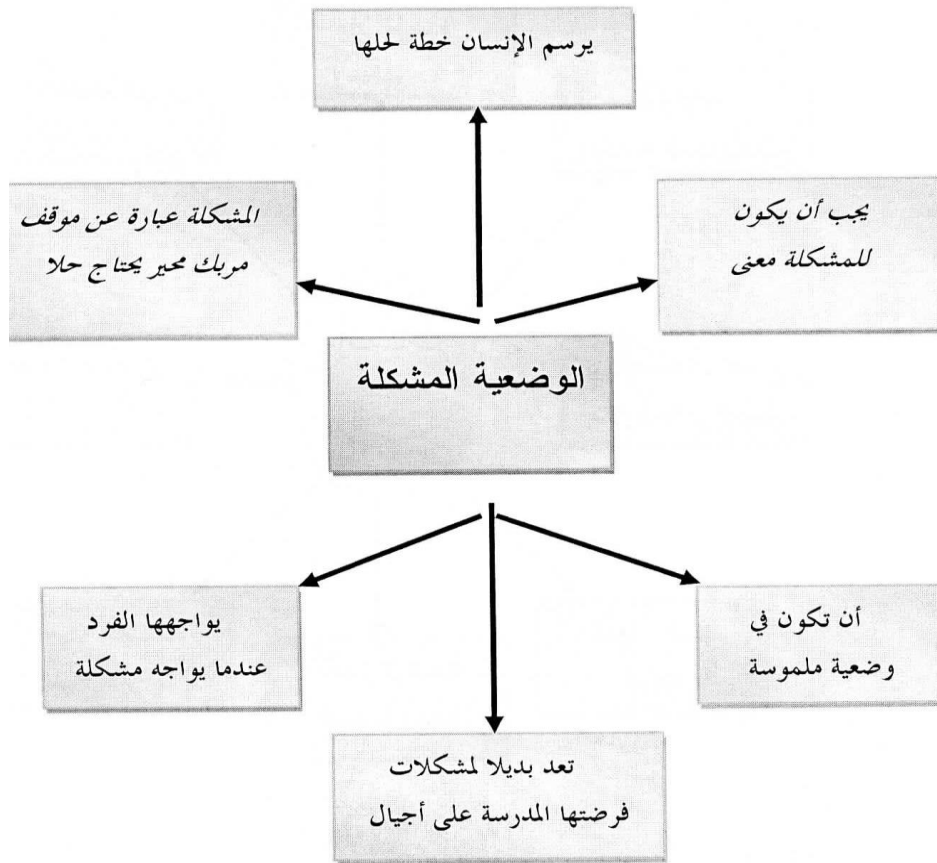 يرسم الإنسان خطة لحلها
يجب أن يكون
للمشكلة معنى
المشكلة عبارة عن موقف
مربك محير يحتاج حلا
الوضعية المشكلة
أن تكون في
وضعية ملموسة
يواجهها الفرد
عندما يواجه مشكلة
تعد بديلا لمشكلات
فرضتها المدرسة على أجيال